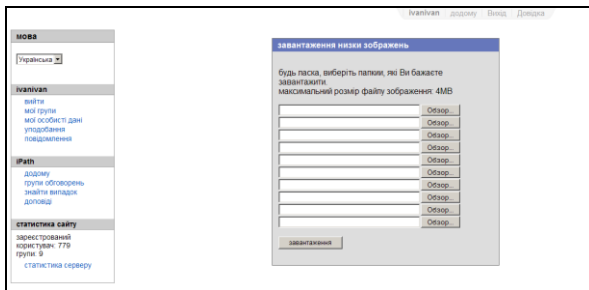 ivanivan додому Вихід Довідка
мова
Українська
ivanivan
вийти
мої групи
мої особисті дані
уподобання
повідомлення
iPath
додому
групи обговорень
знайти випадок
доповіді
статистика сайту
зареєстрований
користувач: 779
групи: 9
статистика серверу
завантаження низки зображень
будь ласка, виберіть папки, які Ви бажаєте
завантажити.
максимальний розмір файлу зображення: 4MB
Обзор...
Обзор...
Обзор...
Обзор...
Обзор...
Обзор...
Обзор...
Обзор...
Обзор...
Обзор...
завантаження